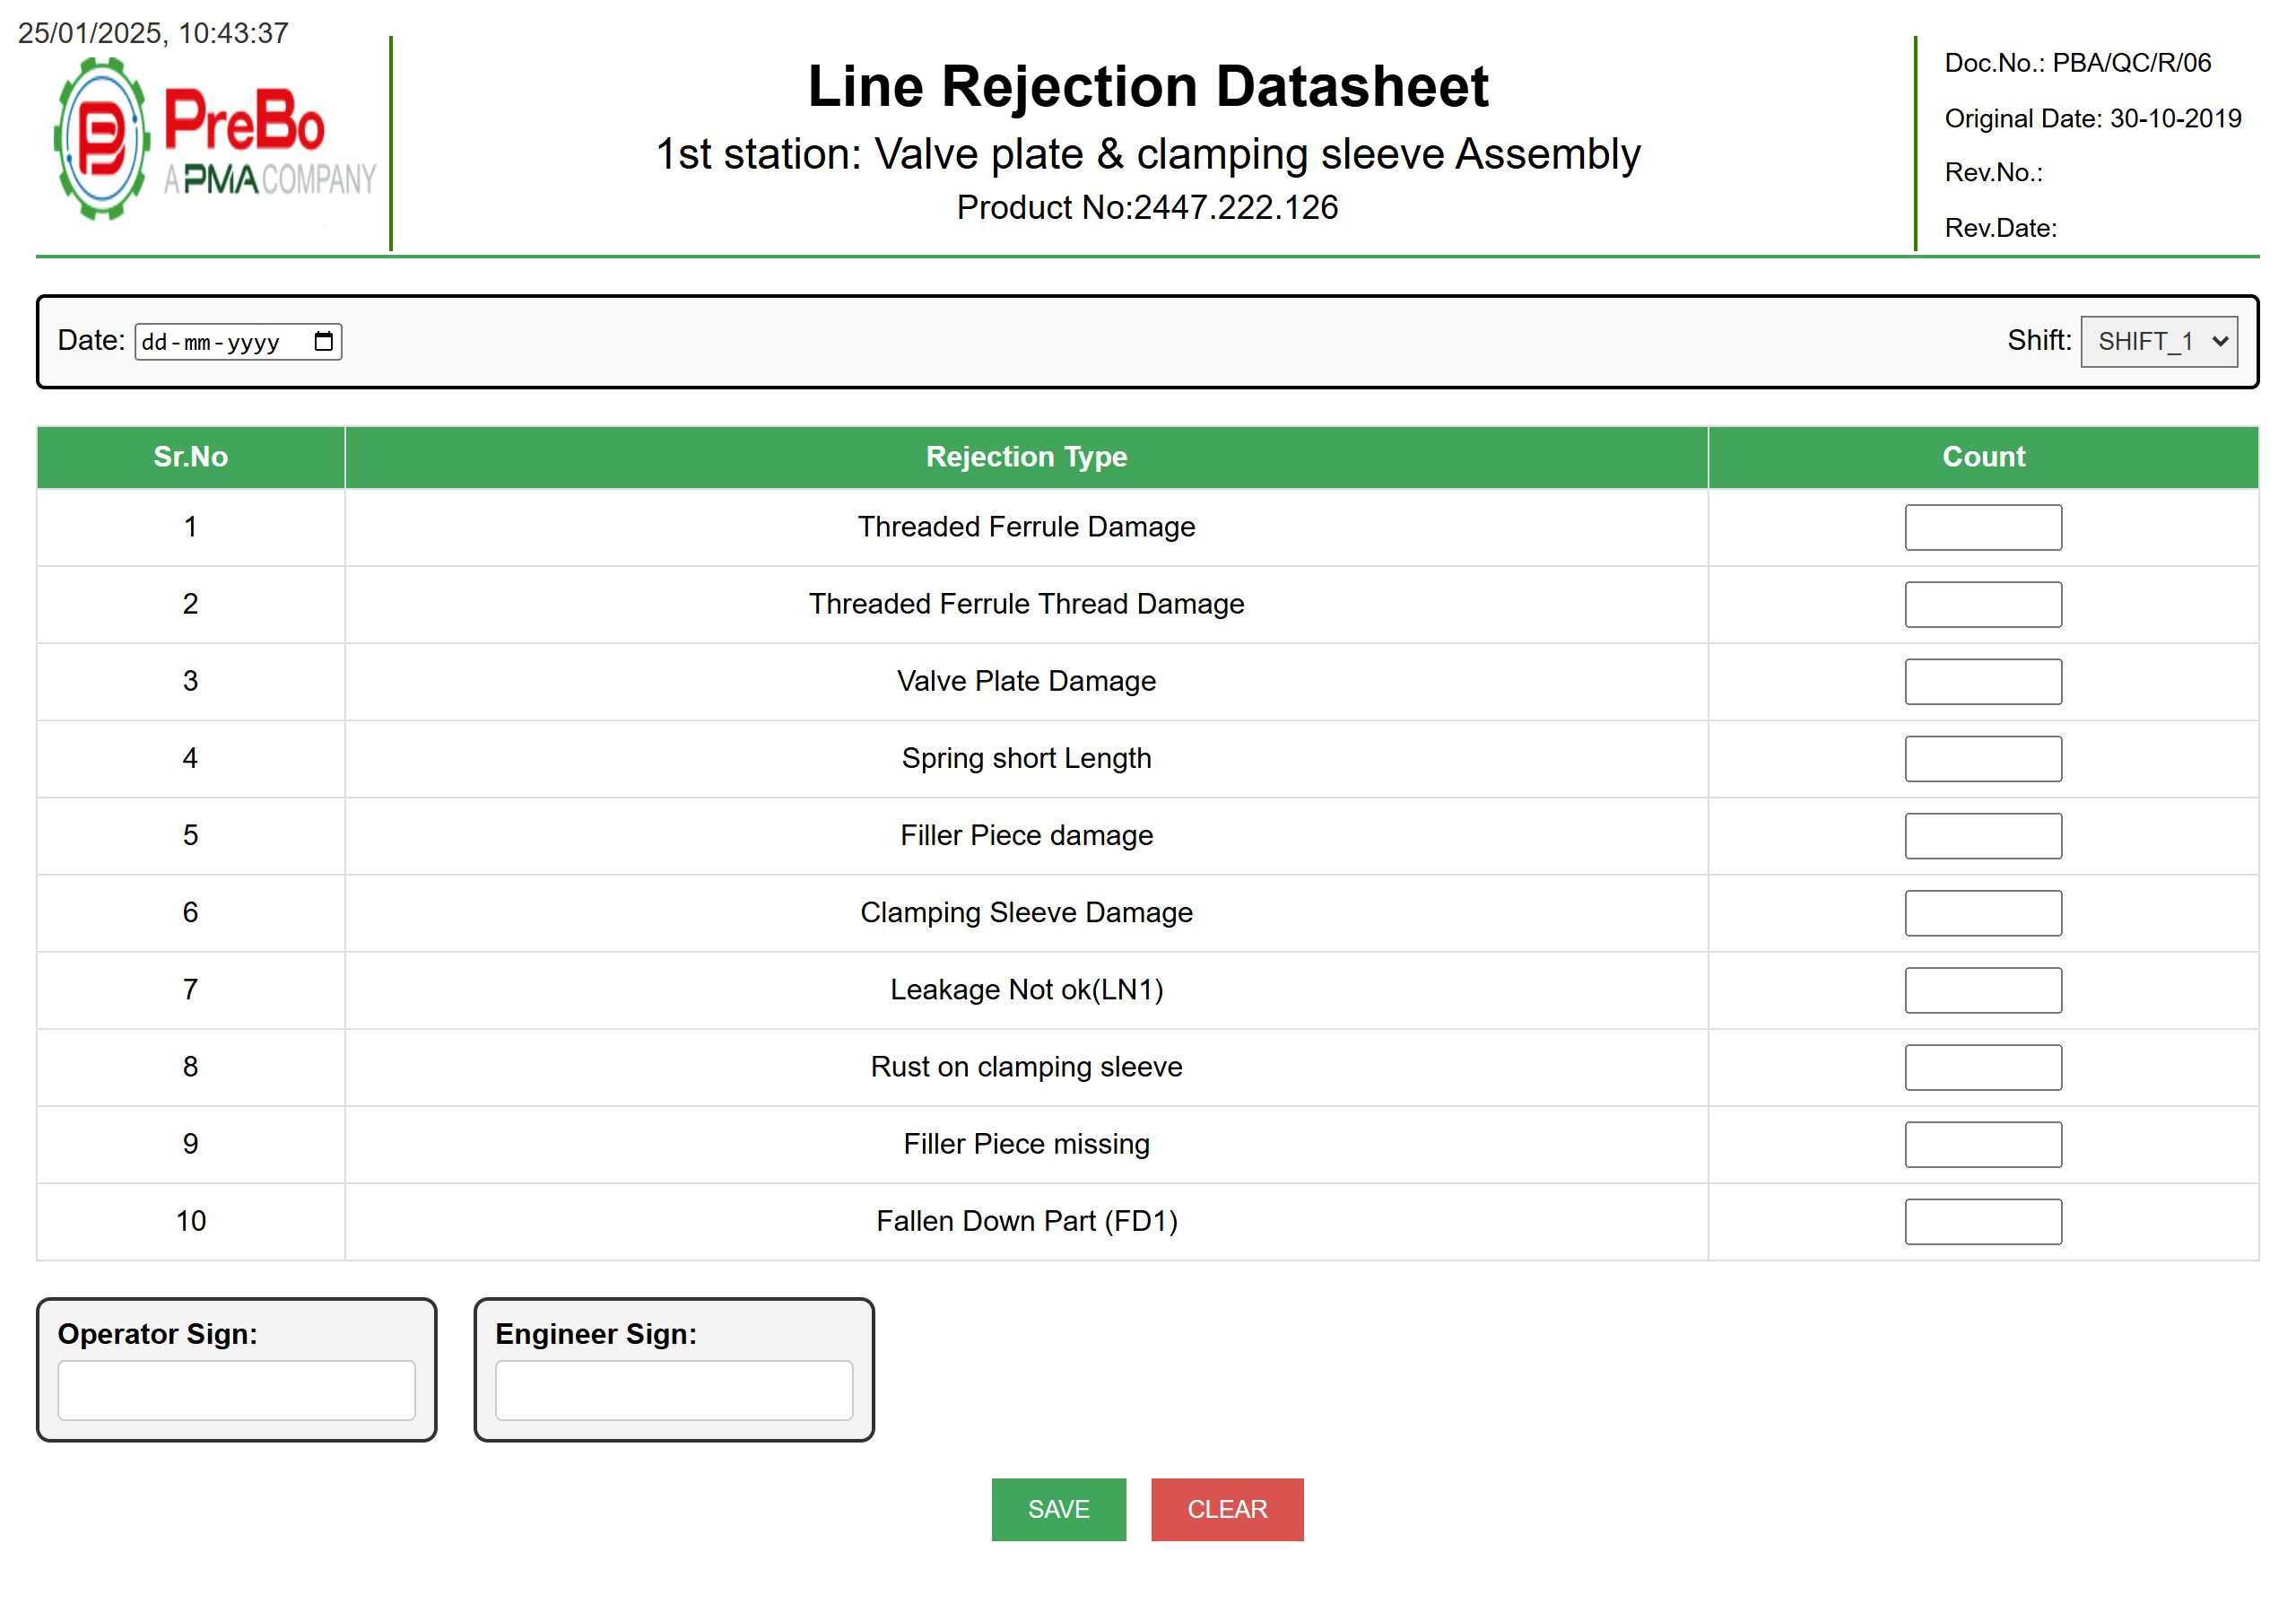 25/01/2025, 10:43:37
PreBo
A PMA COMPANY
Line Rejection Datasheet
1st station: Valve plate & clamping sleeve Assembly
Product No:2447.222.126
Doc.No.: PBA/QC/R/06
Original Date: 30-10-2019
Rev.No.:
Rev.Date:
Date: dd-mm-yyyy
Shift: SHIFT_1
Sr.No Rejection Type Count
1 Threaded Ferrule Damage
2 Threaded Ferrule Thread Damage
3 Valve Plate Damage
4 Spring short Length
5 Filler Piece damage
6 Clamping Sleeve Damage
7 Leakage Not ok(LN1)
8 Rust on clamping sleeve
9 Filler Piece missing
10 Fallen Down Part (FD1)
Operator Sign: Engineer Sign:
SAVE CLEAR